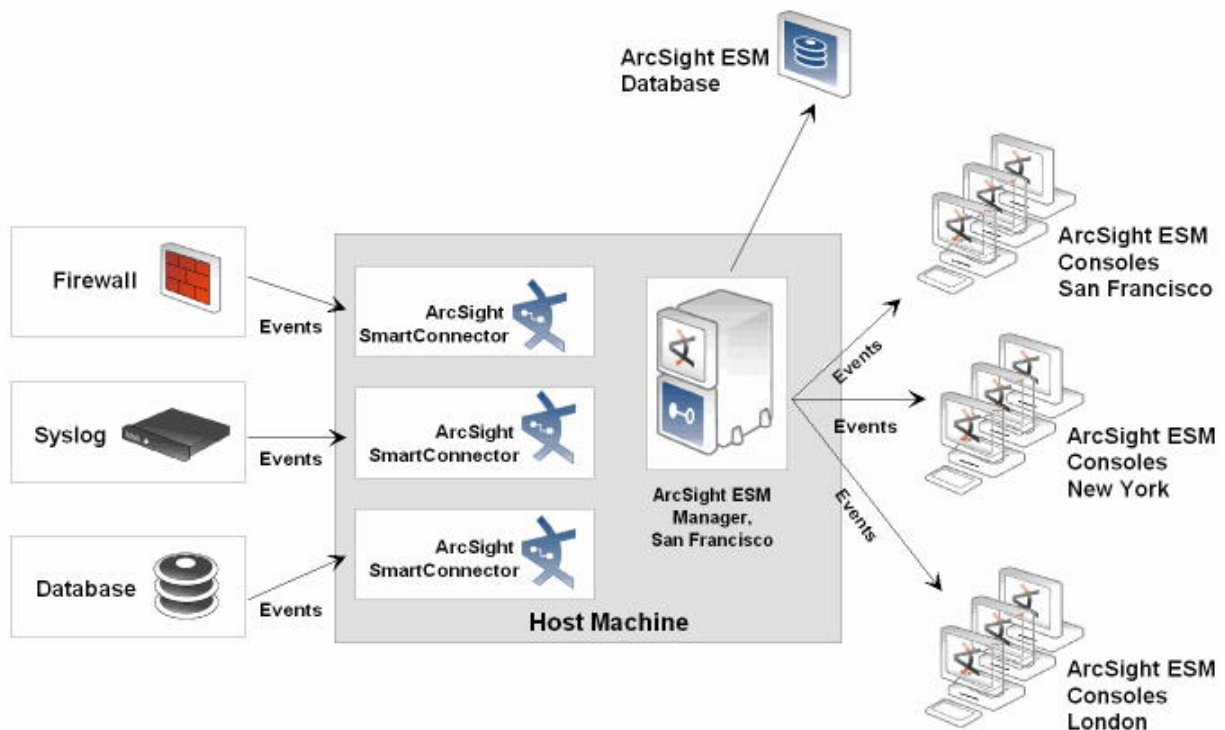 ArcSight ESM
Database
Firewall
Events
ArcSight
SmartConnector
Syslog
Events
ArcSight
SmartConnector
Database
Events
ArcSight
SmartConnector
ArcSight ESM
Manager,
San Francisco
Host Machine
Events
ArcSight ESM
Consoles
San Francisco
Events
ArcSight ESM
Consoles
New York
Events
ArcSight ESM
Consoles
London